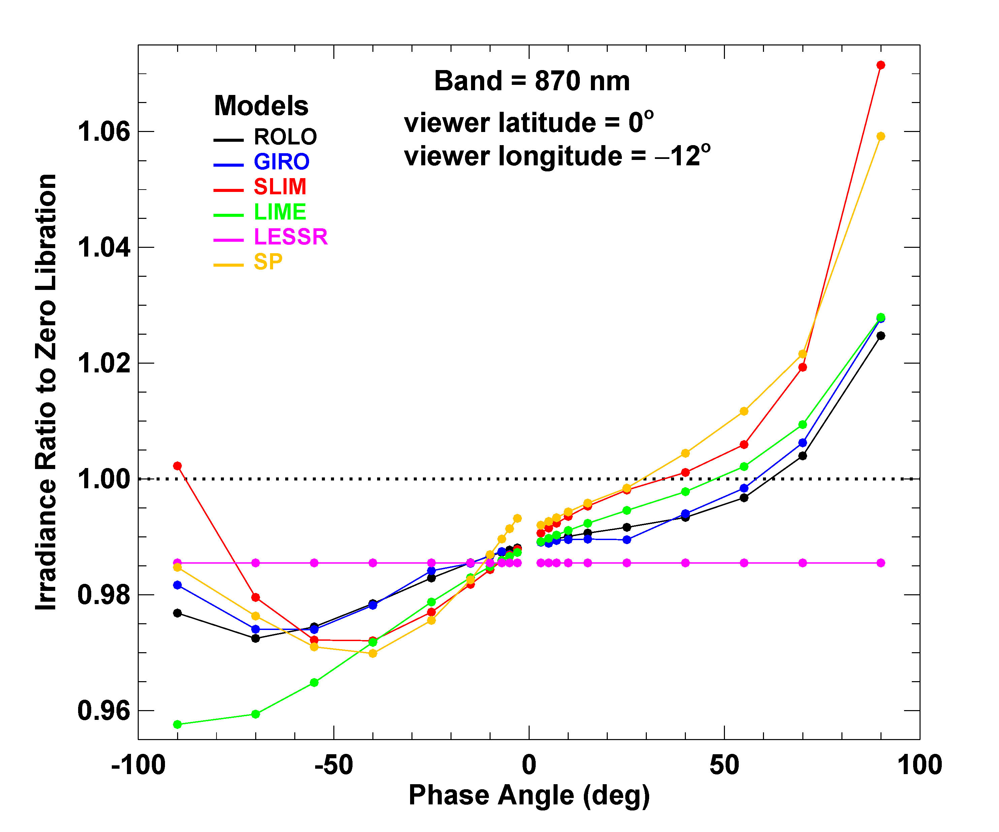 Band = 870 nm
viewer latitude = 0°
viewer longitude = −12°
Models
ROLO
GIRO
SLIM
LIME
LESSR
SP
Irradiance Ratio to Zero Libration
1.06
1.04
1.02
1.00
0.98
0.96
-100 -50 0 50 100
Phase Angle (deg)